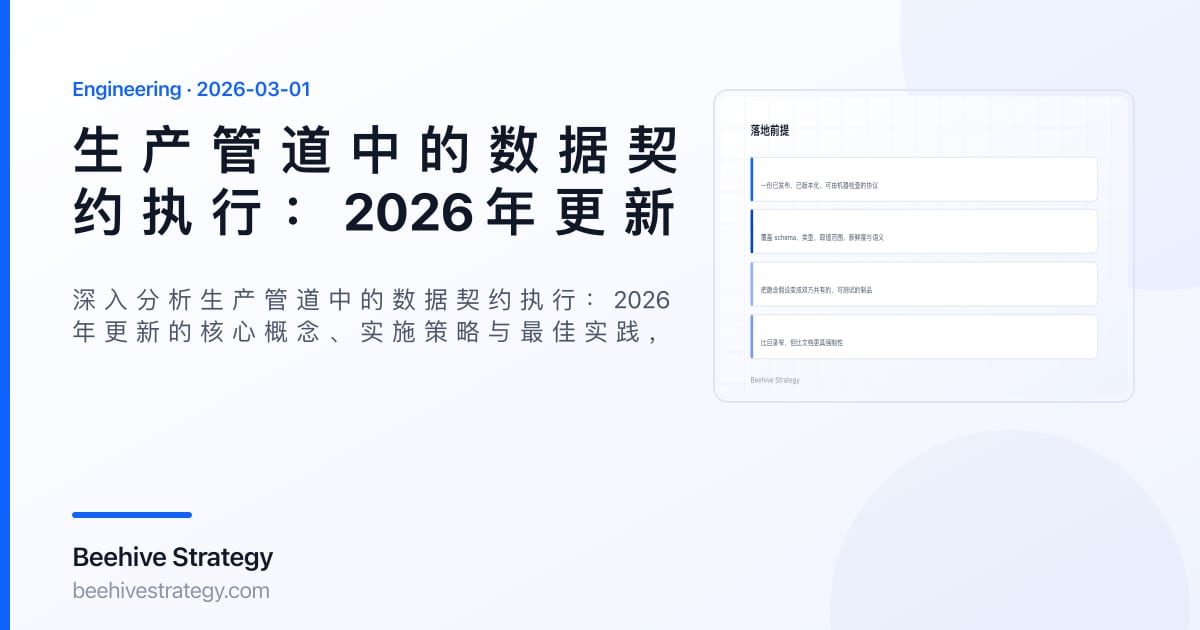 Engineering · 2026-03-01
生产管道中的数据契
约执行：2026年更新
深入分析生产管道中的数据契约执行：2026
年更新的核心概念、实施策略与最佳实践，
Beehive Strategy
beehivestrategy.com
落地前提
一份已发布、已版本化、可由机器检查的协议
覆盖 schema、类型、取值范围、新鲜度与语义
把隐含假设变成双方共有的、可测试的制品
比目录窄，但比文档更具强制性
Beehive Strategy